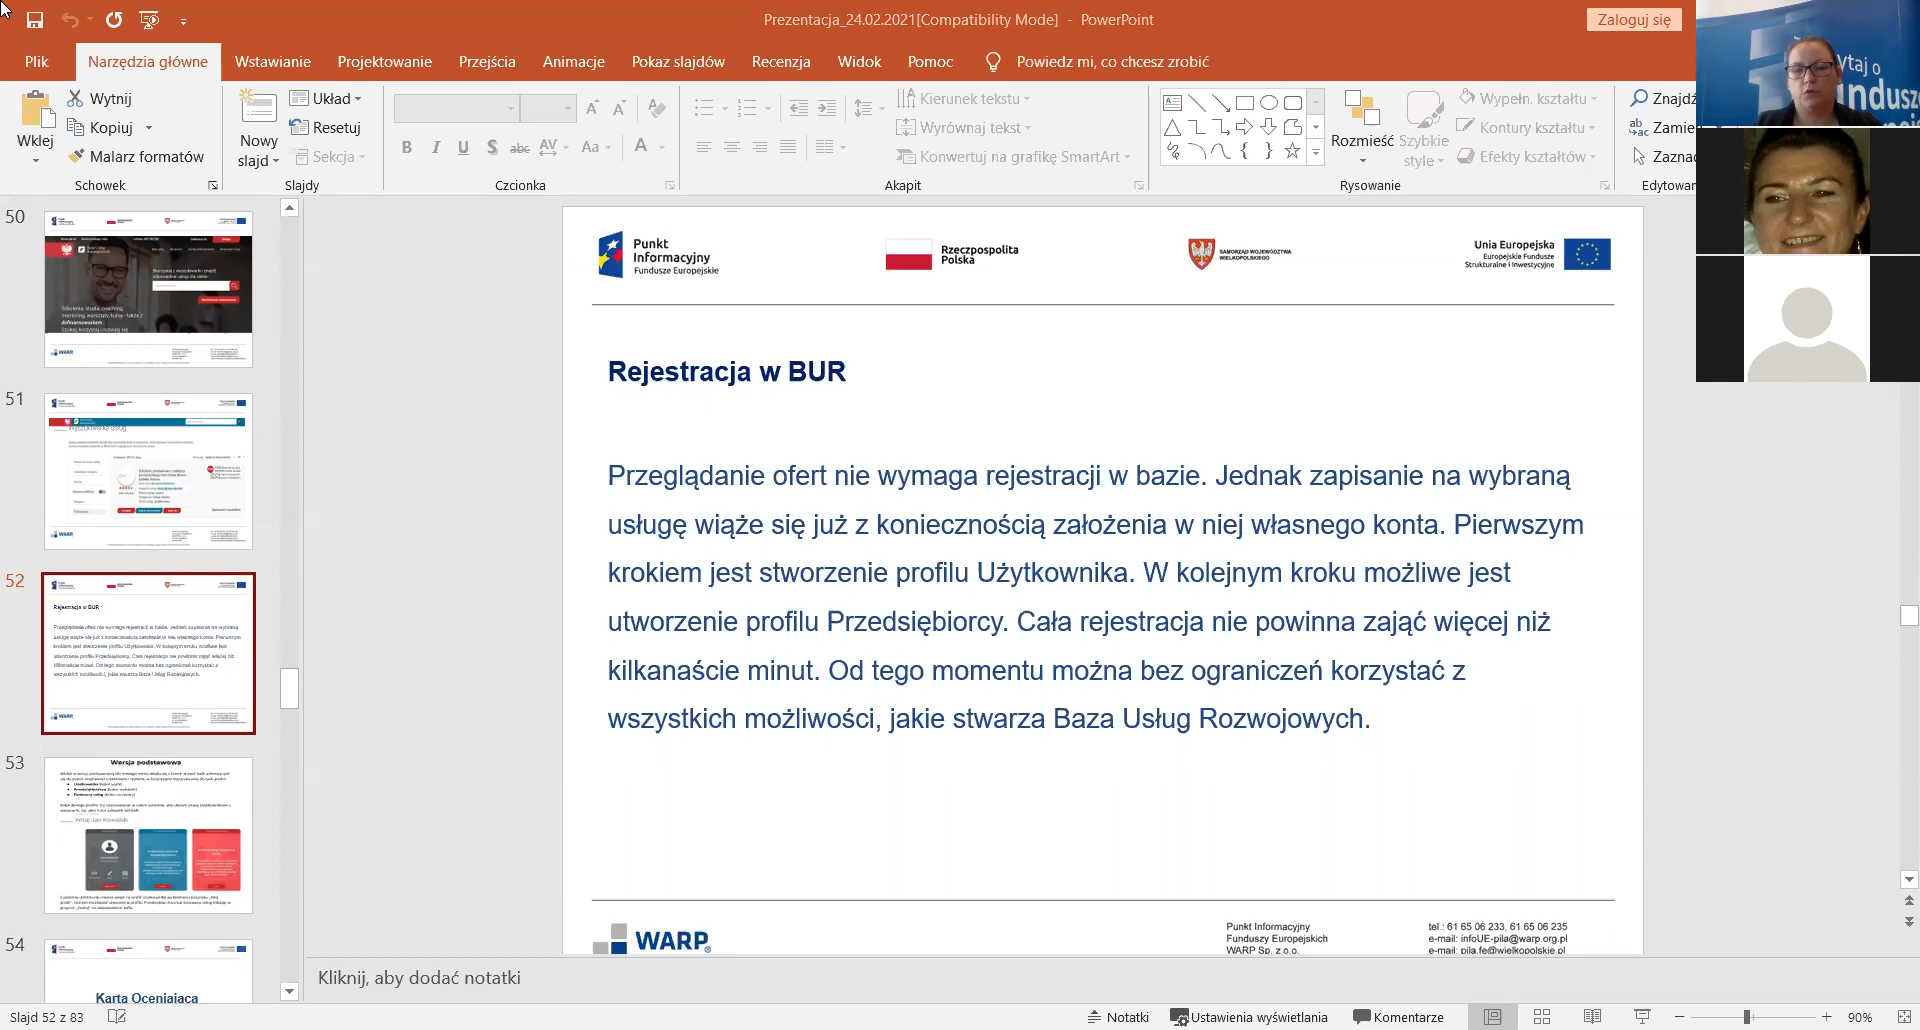 Prezentacja_24.02.2021[Compatibility Mode] - PowerPoint
Zaloguj się
Plik
Narzędzia główne
Wstawianie
Projektowanie
Przejścia
Animacje
Pokaz slajdów
Recenzja
Widok
Pomoc
Powiedz mi, co chcesz zrobić
Wklej
Wytnij
Kopiuj
Malarz formatów
Schowek
Nowy
slajd
Układ
Resetuj
Sekcja
Slajdy
Czcionka
Kierunek tekstu
Wyrównaj tekst
Konwertuj na grafikę SmartArt
Akapit
Rozmieść
Szybkie
style
Wypełn. kształtu
Kontury kształtu
Efekty kształtów
Rysowanie
Znajdź
50
51
52
Rejestracja w BUR
53
Wersja podstawowa
Witaj Jan Kowalski
54
Karta Oceniająca
Punkt
Informacyjny
Fundusze Europejskie
Rzeczpospolita
Polska
SAMORZĄD WOJEWÓDZTWA
WIELKOPOLSKIEGO
Unia Europejska
Europejskie Fundusze
Strukturalne i Inwestycyjne
Rejestracja w BUR
Przeglądanie ofert nie wymaga rejestracji w bazie. Jednak zapisanie na wybraną
usługę wiąże się już z koniecznością założenia w niej własnego konta. Pierwszym
krokiem jest stworzenie profilu Użytkownika. W kolejnym kroku możliwe jest
utworzenie profilu Przedsiębiorcy. Cała rejestracja nie powinna zająć więcej niż
kilkanaście minut. Od tego momentu można bez ograniczeń korzystać z
wszystkich możliwości, jakie stwarza Baza Usług Rozwojowych.
WARP
Punkt Informacyjny
Funduszy Europejskich
WARP Sp. z o.o.
tel.: 61 65 06 233, 61 65 06 235
e-mail: infoUE-pila@warp.org.pl
e-mail: pila.fe@wielkopolskie.pl
Kliknij, aby dodać notatki
Slajd 52 z 83
Notatki
Ustawienia wyświetlania
Komentarze
90%